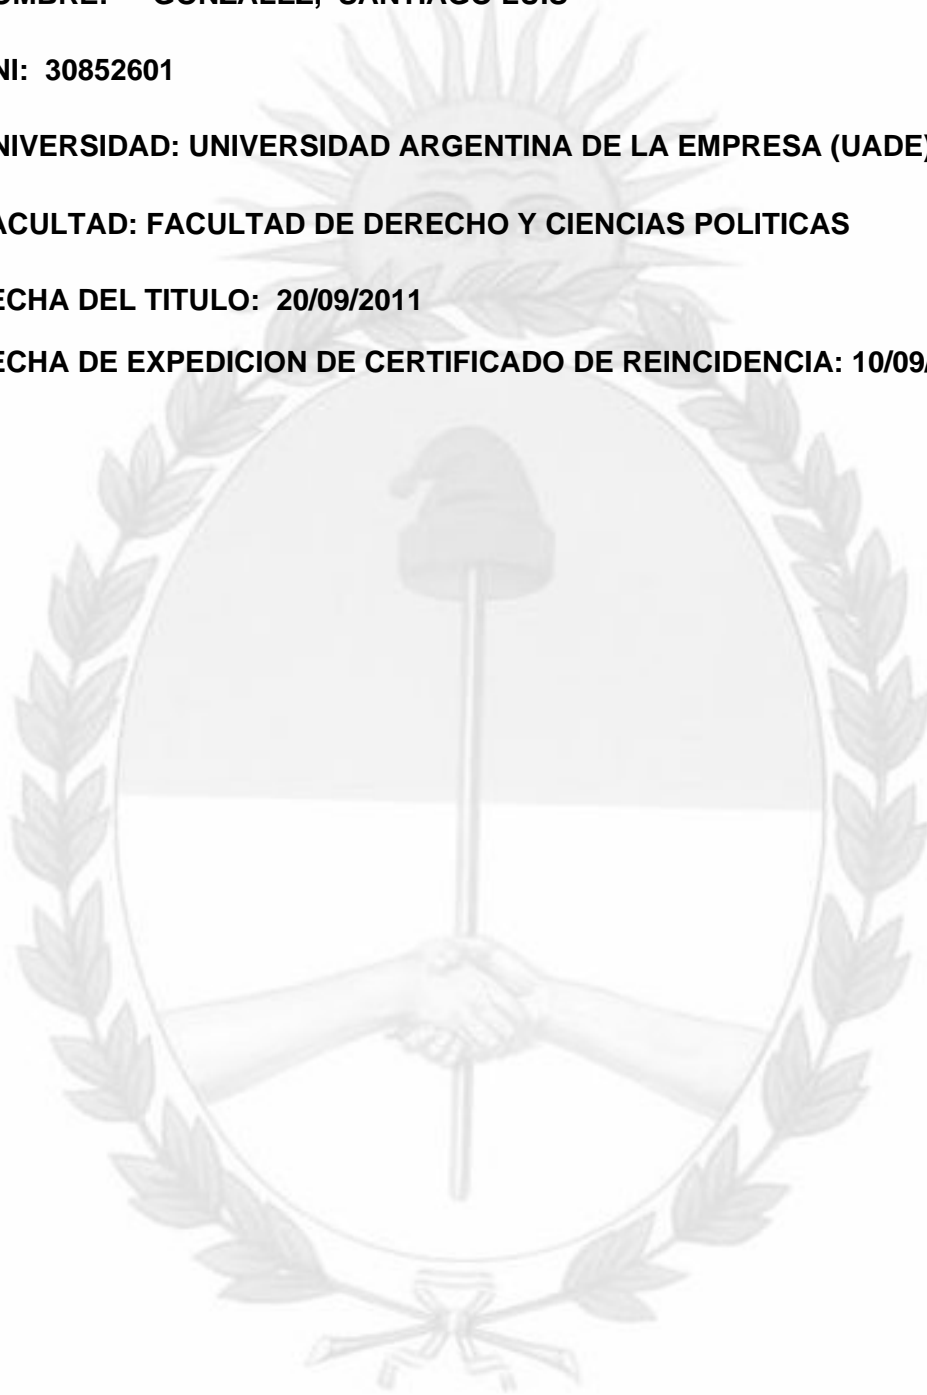 NOMBRE: GONZALEZ, SANTIAGO LUIS
NI: 30852601
NIVERSIDAD: UNIVERSIDAD ARGENTINA DE LA EMPRESA (UADE)
ACULTAD: FACULTAD DE DERECHO Y CIENCIAS POLITICAS
ECHA DEL TITULO: 20/09/2011
ECHA DE EXPEDICION DE CERTIFICADO DE REINCIDENCIA: 10/09/